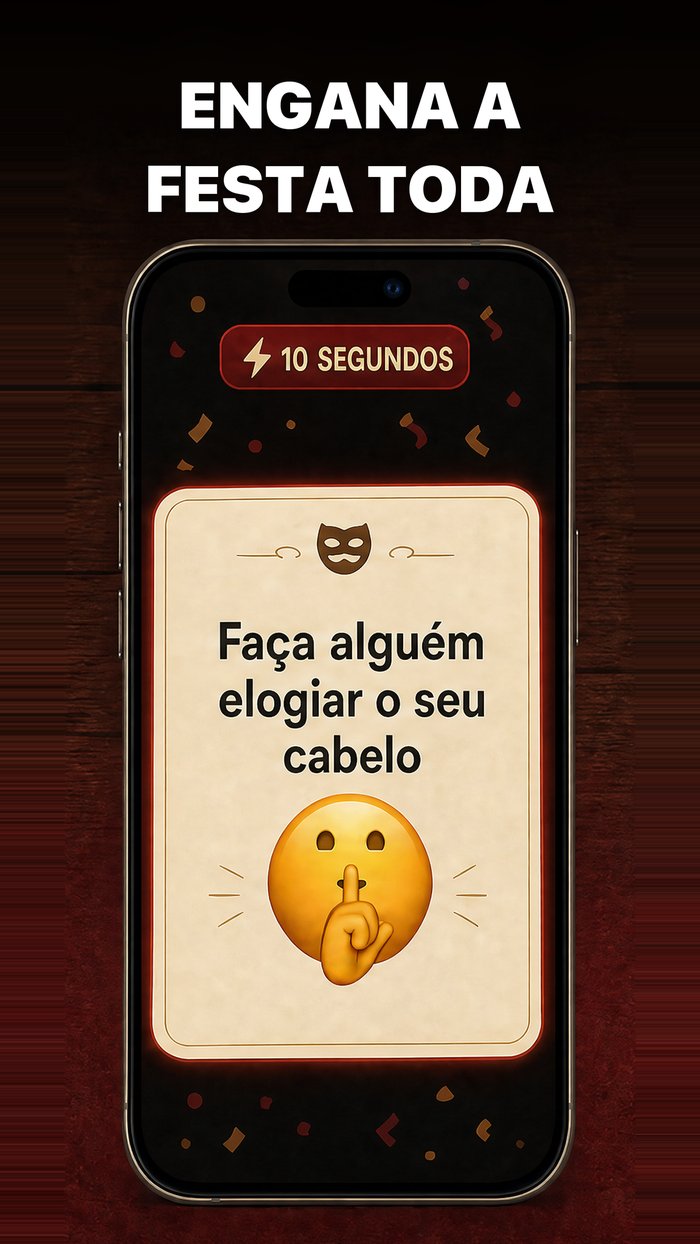 ENGANA A
FESTA TODA
10 SEGUNDOS
Faça alguém
elogiar o seu
cabelo